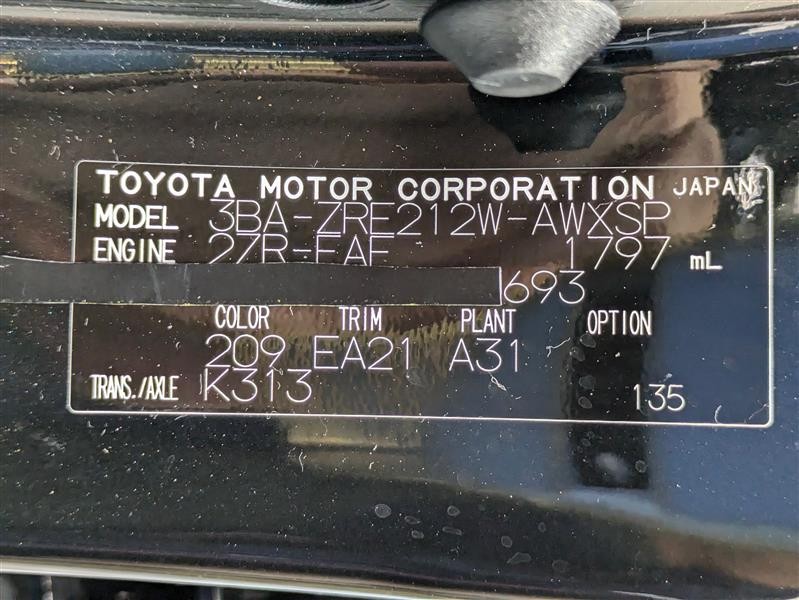 TOYOTA MOTOR CORPORATION JAPAN
MODEL 3BA-ZRE212W-AWXSP
ENGINE 2ZR-FAE 1797 mL
693
COLOR TRIM PLANT OPTION
209 EA21 A31
TRANS./AXLE K313 135